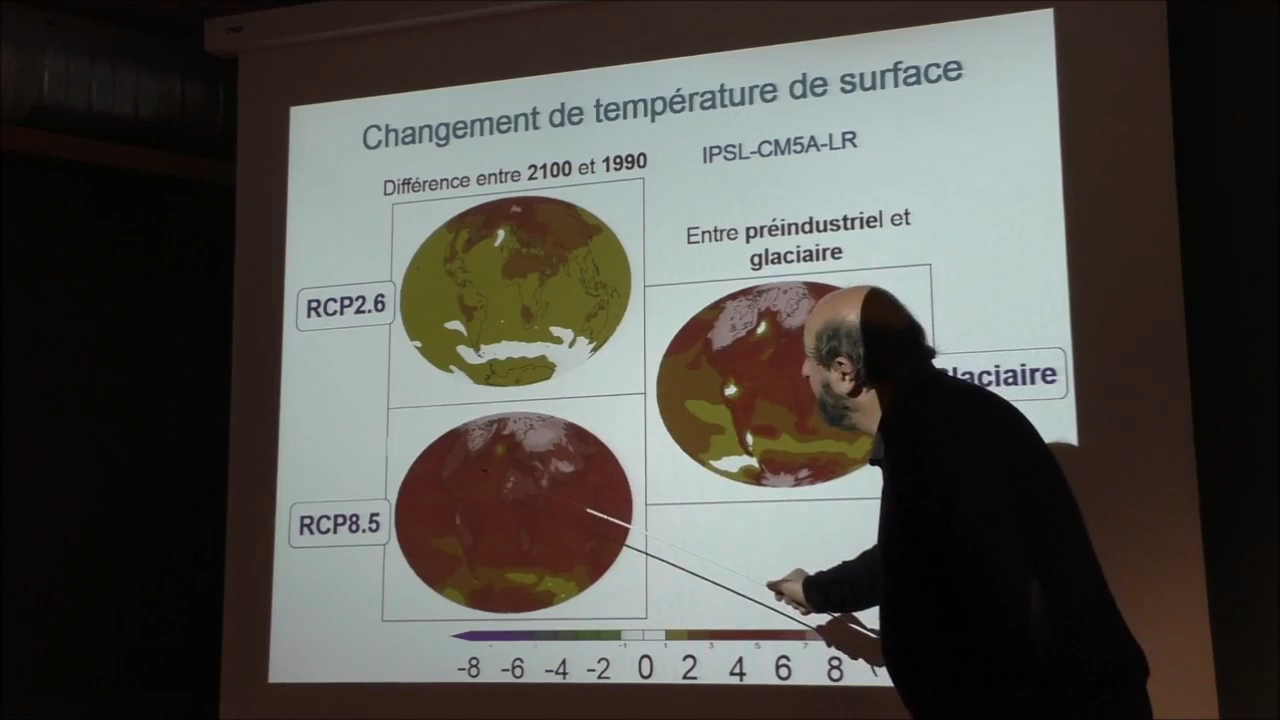 Changement de température de surface
IPSL-CM5A-LR
Différence entre 2100 et 1990
Entre préindustriel et
glaciaire
RCP2.6
laciaire
RCP8.5
-8 -6 -4 -2 0 2 4 6 8